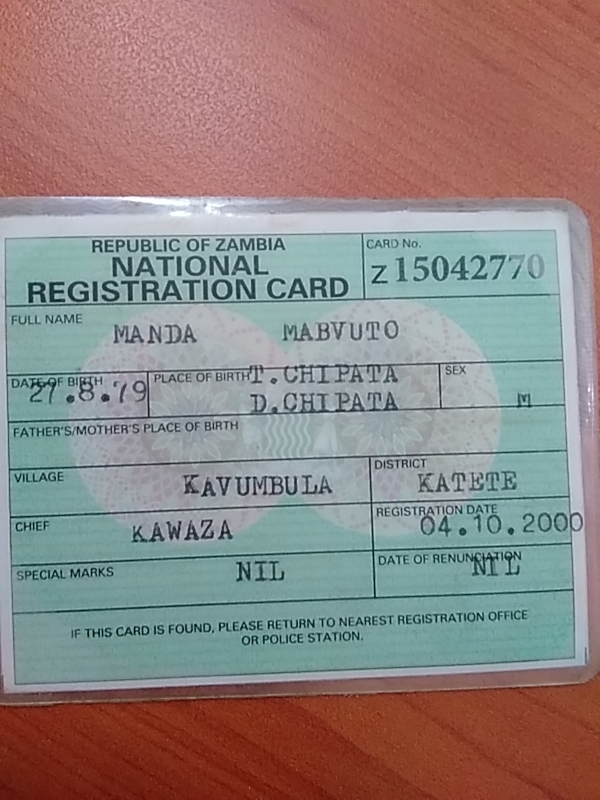 REPUBLIC OF ZAMBIA
NATIONAL
REGISTRATION CARD
CARD No.
Z 15042770
FULL NAME
MANDA MABVUTO
DATE OF BIRTH
27.8.79
PLACE OF BIRTH
T.CHIPATA
D.CHIPATA
SEX
M
FATHER'S/MOTHER'S PLACE OF BIRTH
VILLAGE
KAVUMBULA
DISTRICT
KATETE
CHIEF
KAWAZA
REGISTRATION DATE
04.10.2000
SPECIAL MARKS
NIL
DATE OF RENUNCIATION
NIL
IF THIS CARD IS FOUND, PLEASE RETURN TO NEAREST REGISTRATION OFFICE
OR POLICE STATION.